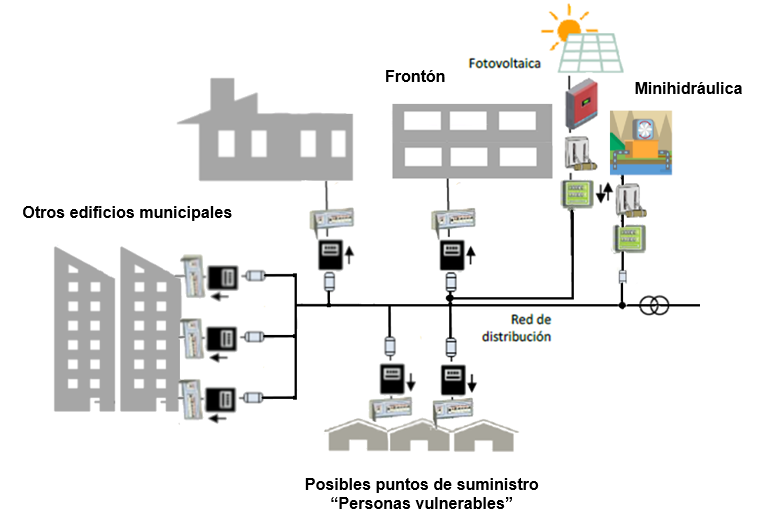 Fotovoltaica
Frontón
Minihidráulica
Otros edificios municipales
Red de
distribución
Posibles puntos de suministro
“Personas vulnerables”